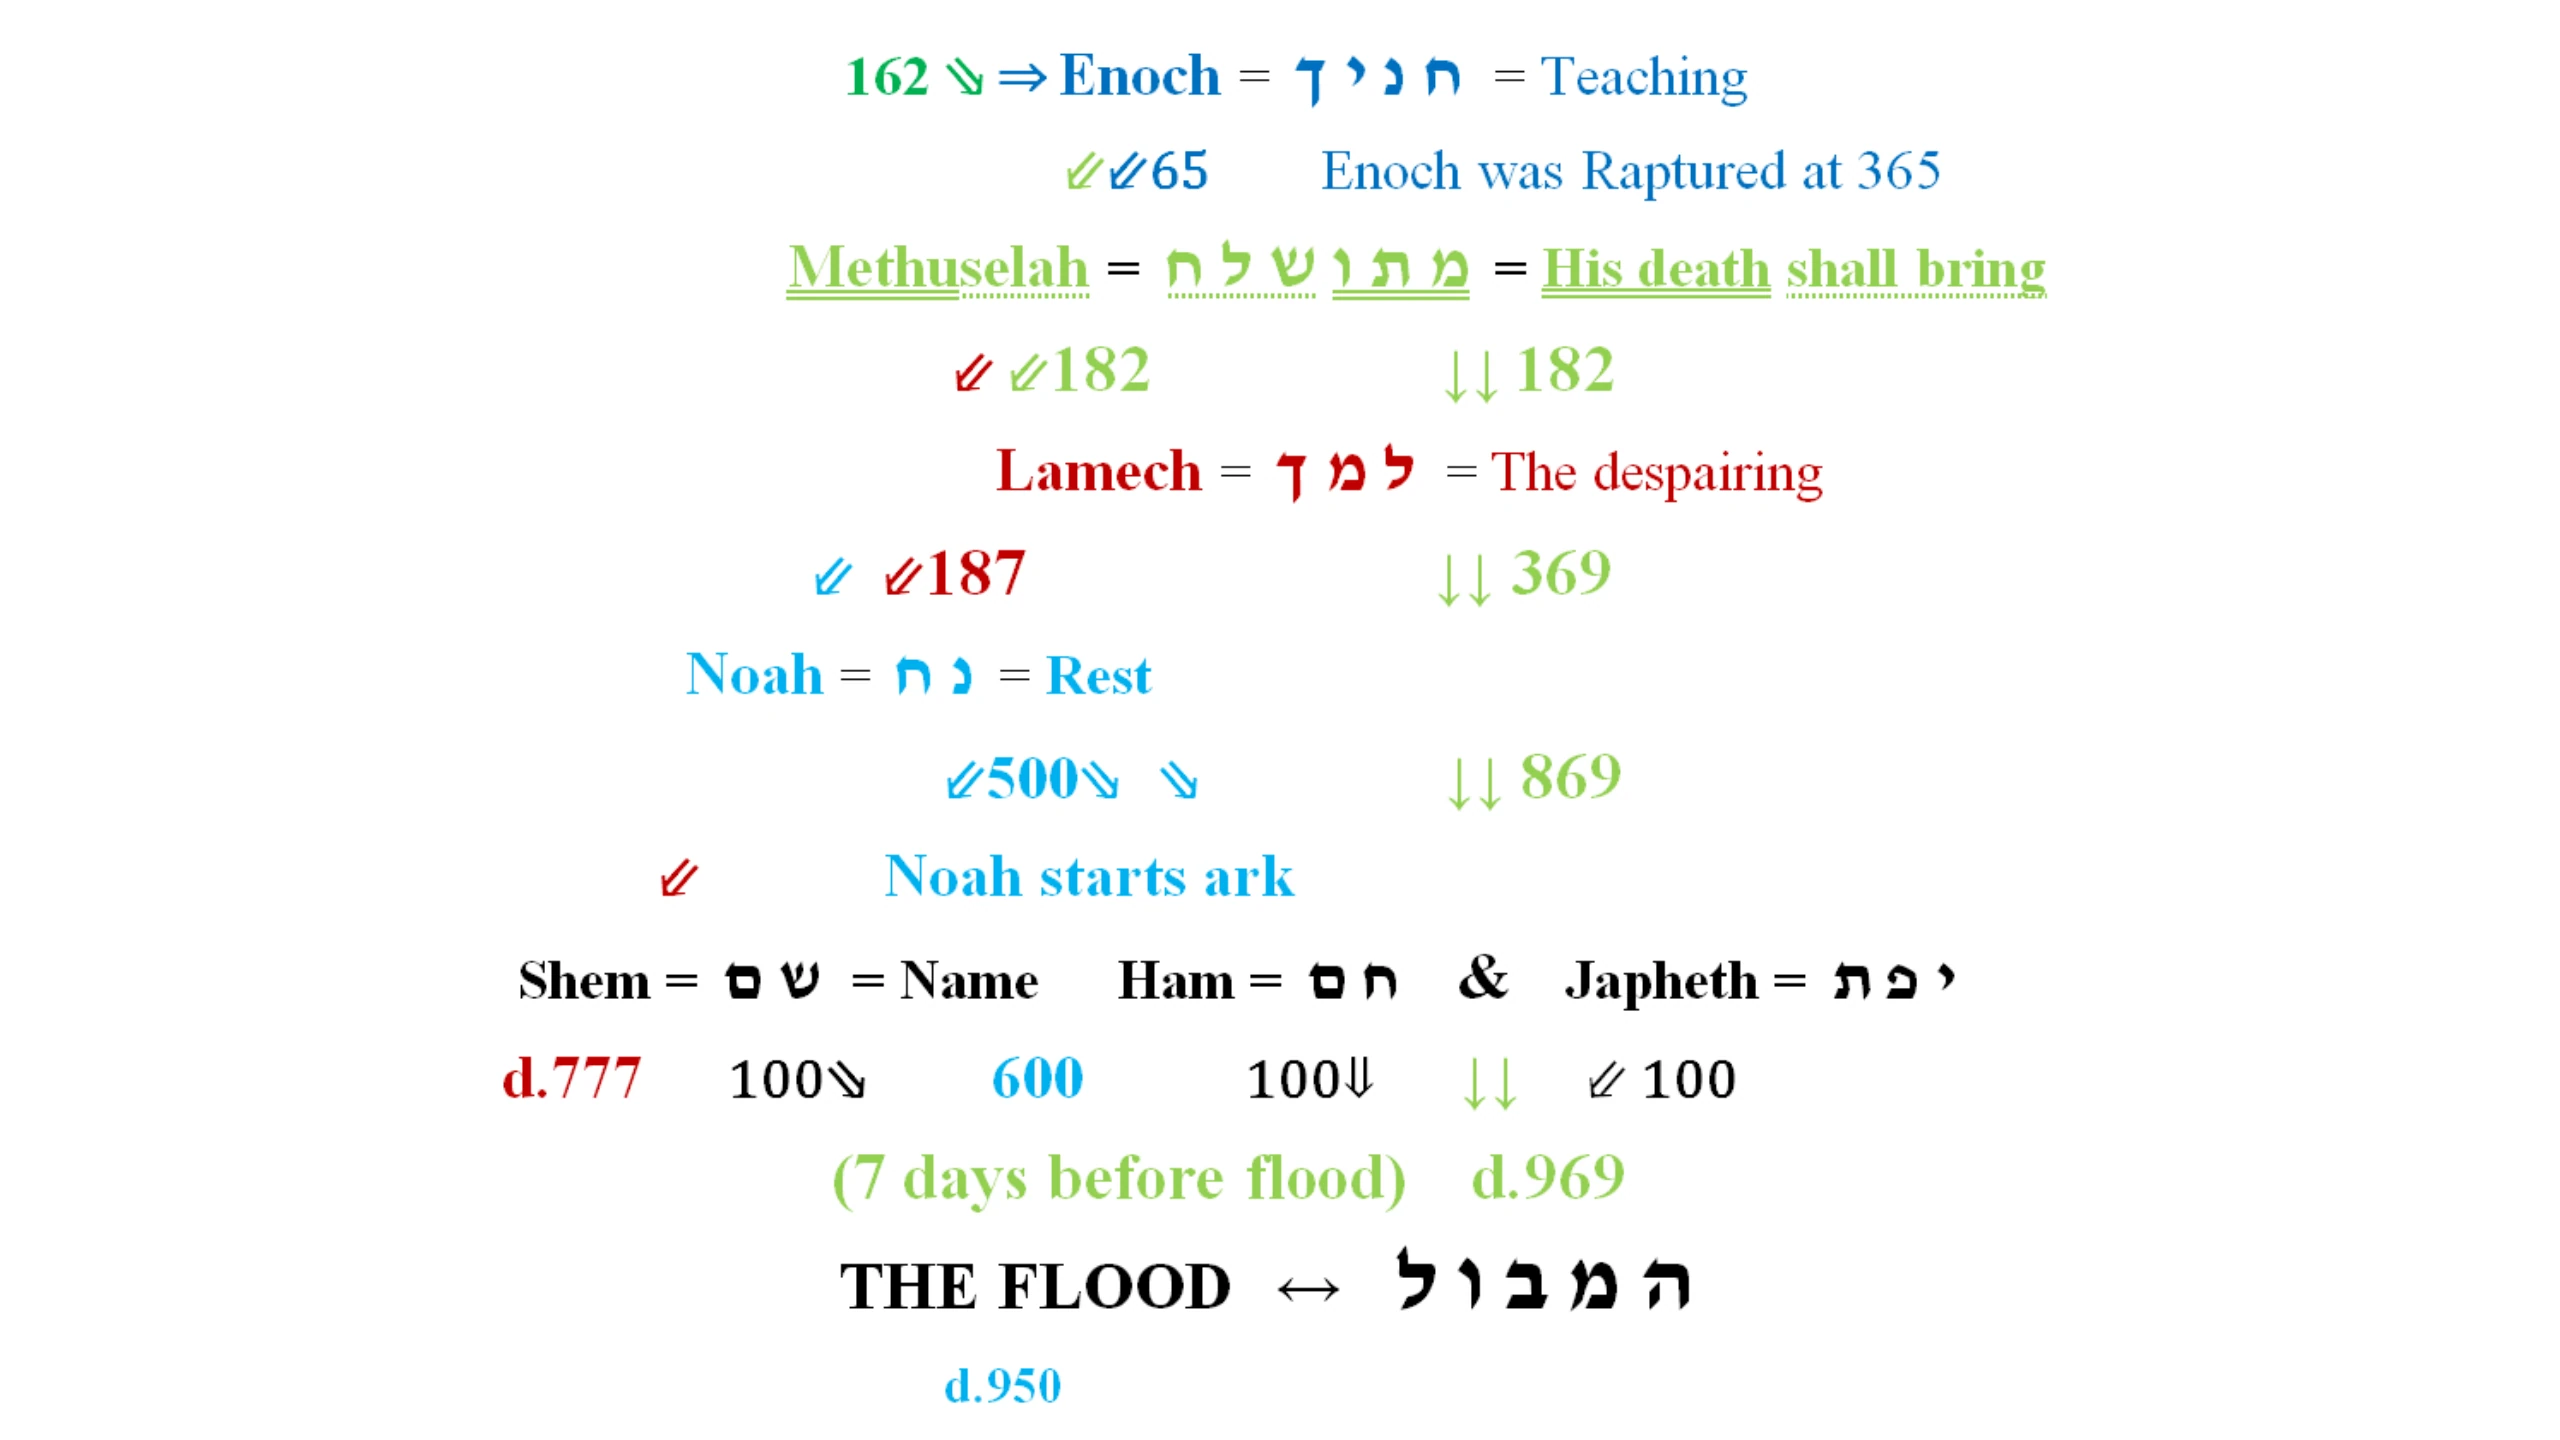 162 ⇘ ⇒ Enoch = ח נ י ך = Teaching
⇙⇙65 Enoch was Raptured at 365
Methuselah = מ ת ו ש ל ח = His death shall bring
⇙ ⇙182 ↓↓ 182
Lamech = ל מ ך = The despairing
⇙ ⇙187 ↓↓ 369
Noah = נ ח = Rest
⇙500⇘ ⇘ ↓↓ 869
⇙ Noah starts ark
Shem = ש ם = Name Ham = ח ם & Japheth = י פ ת
d.777 100⇘ 600 100⇓ ↓↓ ⇙ 100
(7 days before flood) d.969
THE FLOOD ↔ ה מ ב ו ל
d.950